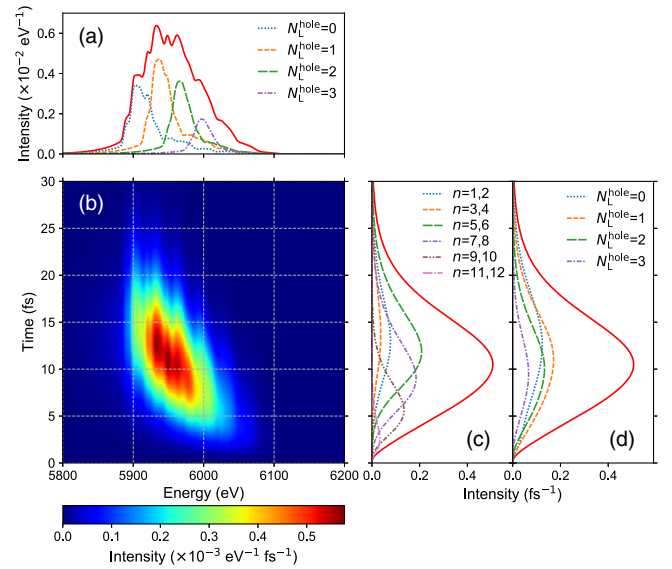 (a)
Intensity (×10⁻² eV⁻¹)
0.6
0.4
0.2
0.0
N_L^hole=0
N_L^hole=1
N_L^hole=2
N_L^hole=3
(b)
Time (fs)
30
25
20
15
10
5
0
5800 5900 6000 6100 6200
Energy (eV)
0.0 0.1 0.2 0.3 0.4 0.5
Intensity (×10⁻³ eV⁻¹ fs⁻¹)
n=1,2
n=3,4
n=5,6
n=7,8
n=9,10
n=11,12
(c)
0.0 0.2 0.4
N_L^hole=0
N_L^hole=1
N_L^hole=2
N_L^hole=3
(d)
0.0 0.2 0.4
Intensity (fs⁻¹)